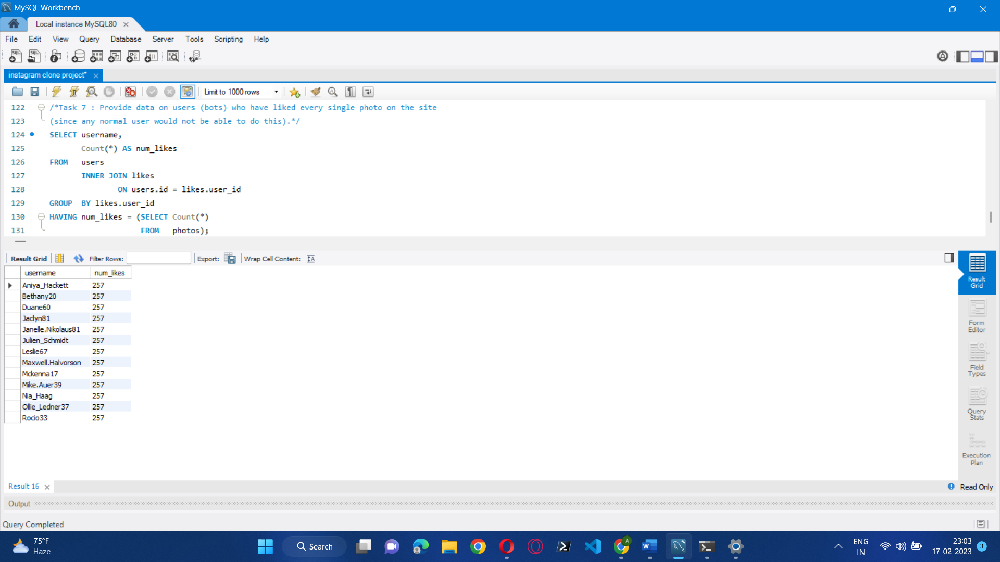 MySQL Workbench
Local instance MySQL80
File Edit View Query Database Server Tools Scripting Help
instagram clone project*
Limit to 1000 rows
122 /*Task 7 : Provide data on users (bots) who have liked every single photo on the site
123 (since any normal user would not be able to do this).*/
124 SELECT username,
125 Count(*) AS num_likes
126 FROM users
127 INNER JOIN likes
128 ON users.id = likes.user_id
129 GROUP BY likes.user_id
130 HAVING num_likes = (SELECT Count(*)
131 FROM photos);
Result Grid Filter Rows: Export: Wrap Cell Content:
username num_likes
Aniya_Hackett 257
Bethany20 257
Duane60 257
Jaclyn81 257
Janelle.Nikolaus81 257
Julien_Schmidt 257
Leslie67 257
Maxwell.Halvorson 257
Mckenna17 257
Mike.Auer39 257
Nia_Haag 257
Ollie_Ledner37 257
Rocio33 257
Result
Grid
Form
Editor
Field
Types
Query
Stats
Execution
Plan
Result 16
Read Only
Output
Query Completed
75°F
Haze
Search
ENG
IN
23:03
17-02-2023
3